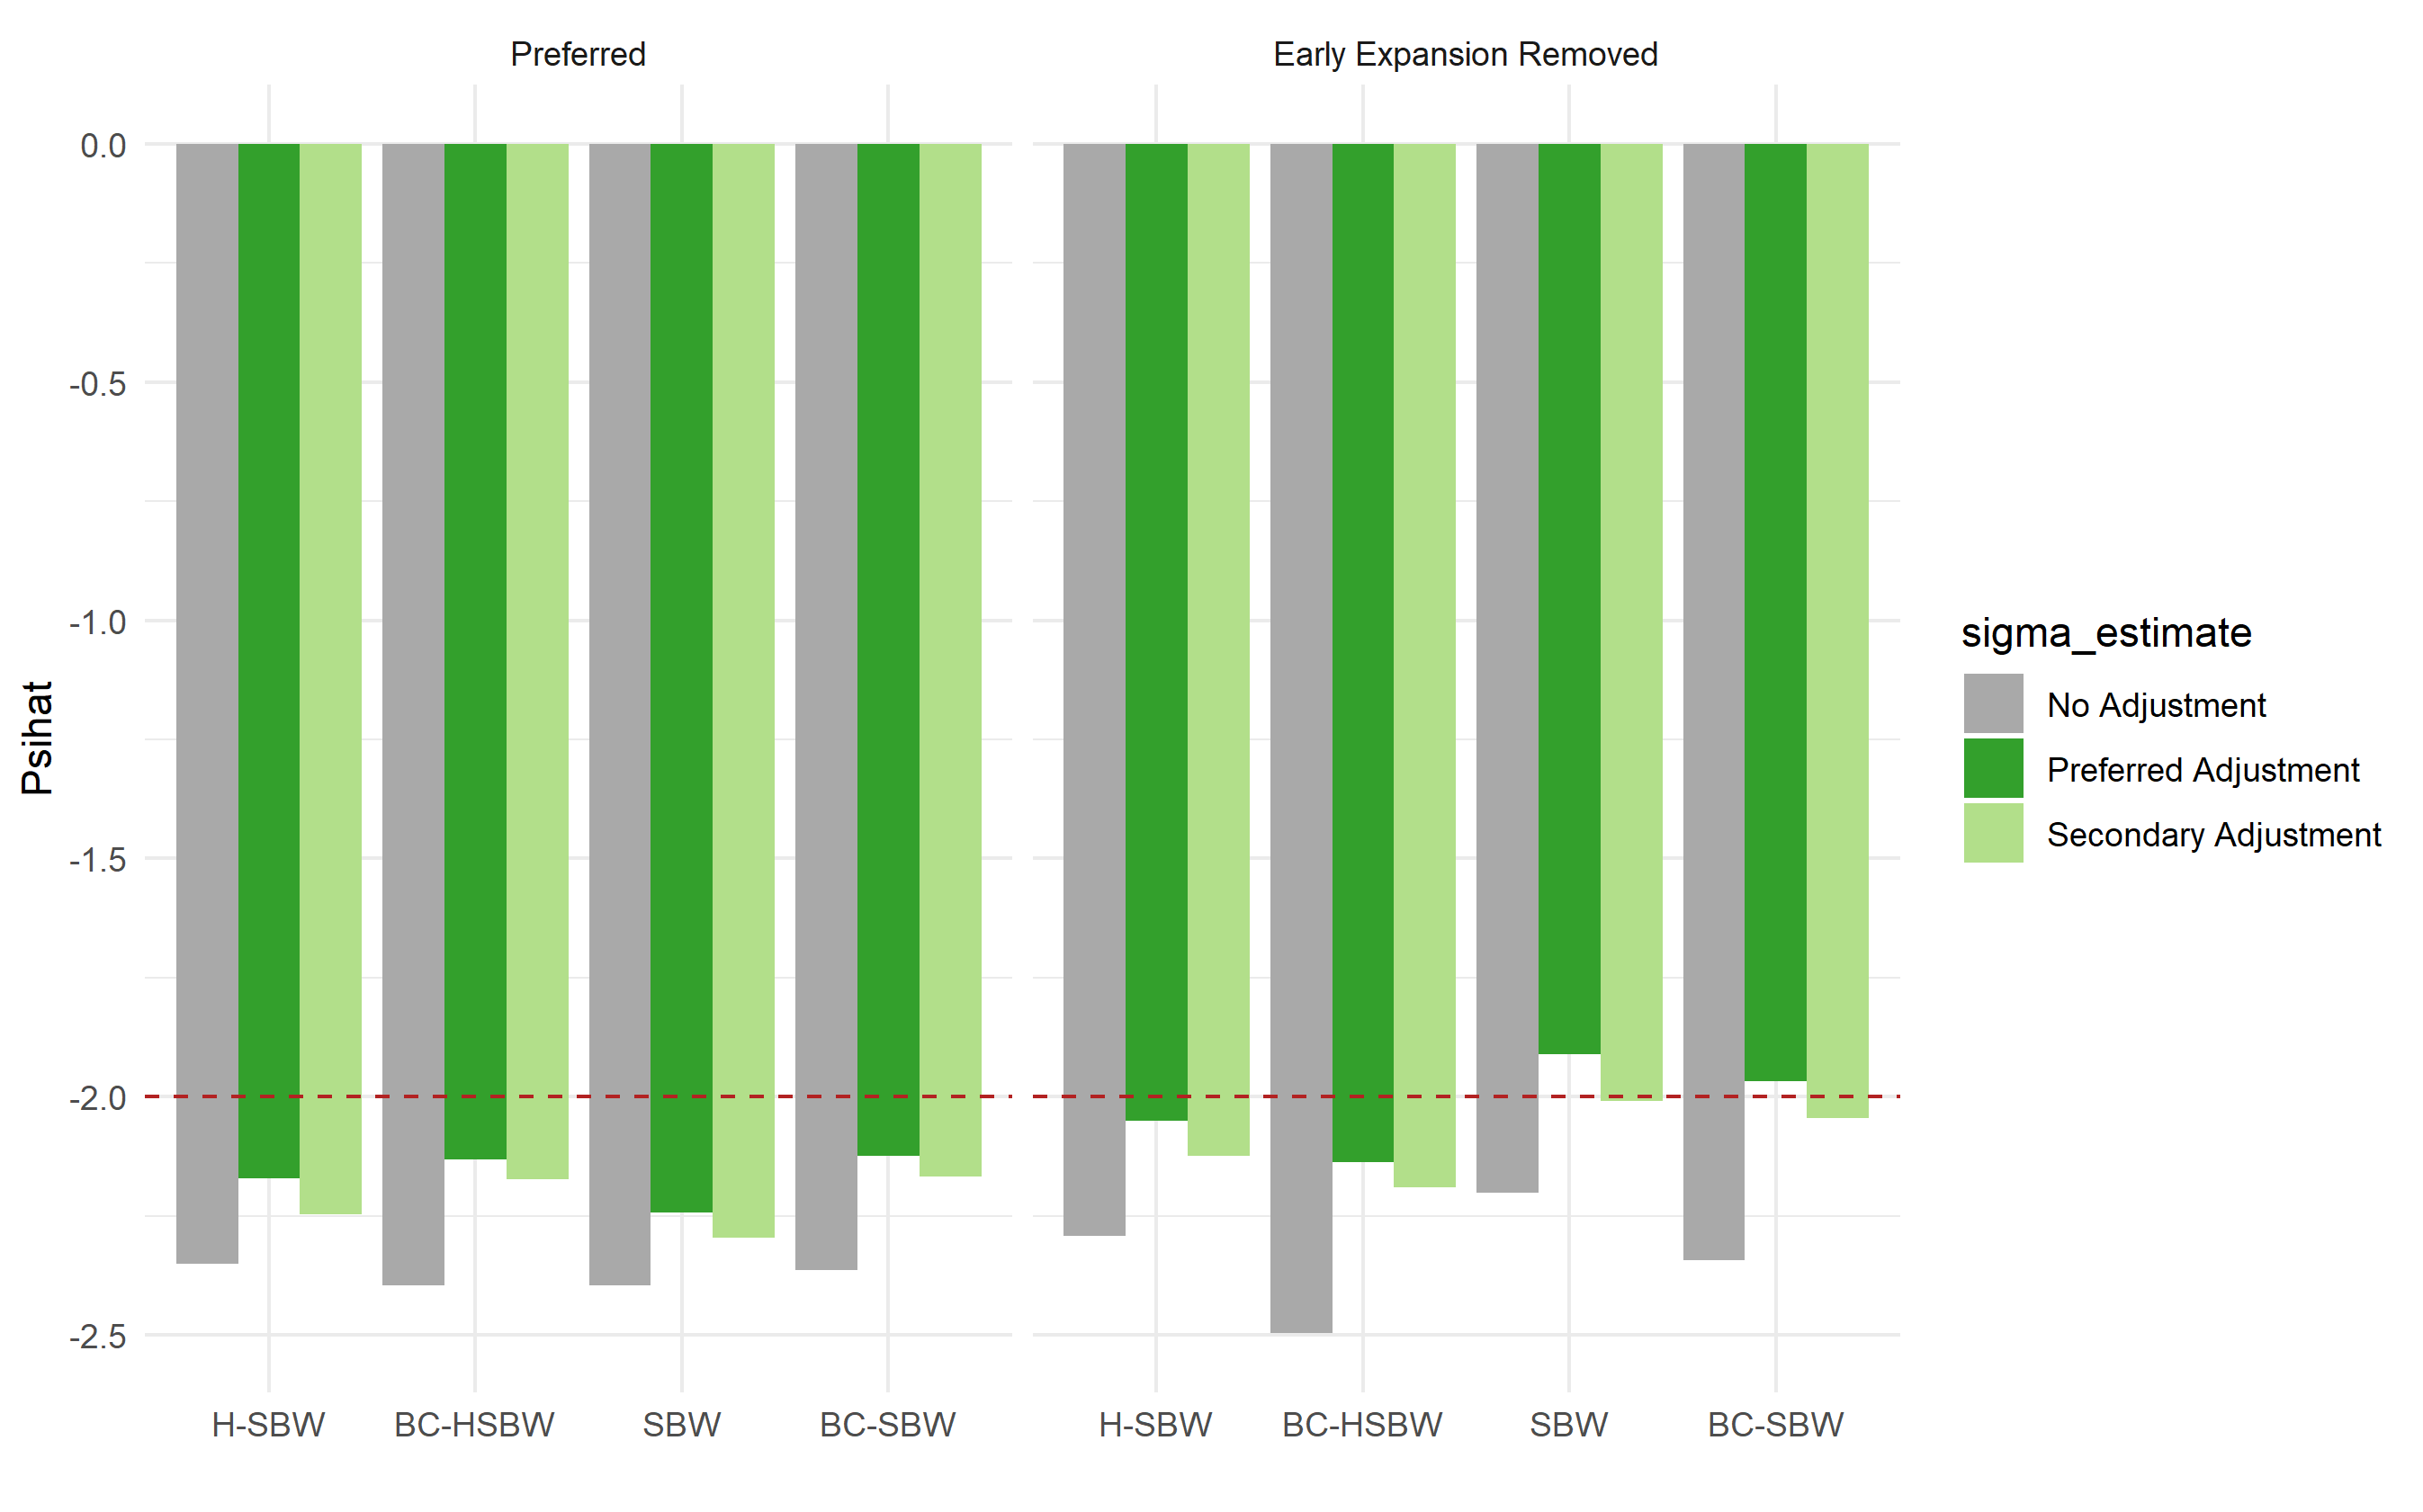 Preferred
Early Expansion Removed
0.0
-0.5
-1.0
-1.5
-2.0
-2.5
Psihat
H-SBW
BC-HSBW
SBW
BC-SBW
H-SBW
BC-HSBW
SBW
BC-SBW
sigma_estimate
No Adjustment
Preferred Adjustment
Secondary Adjustment